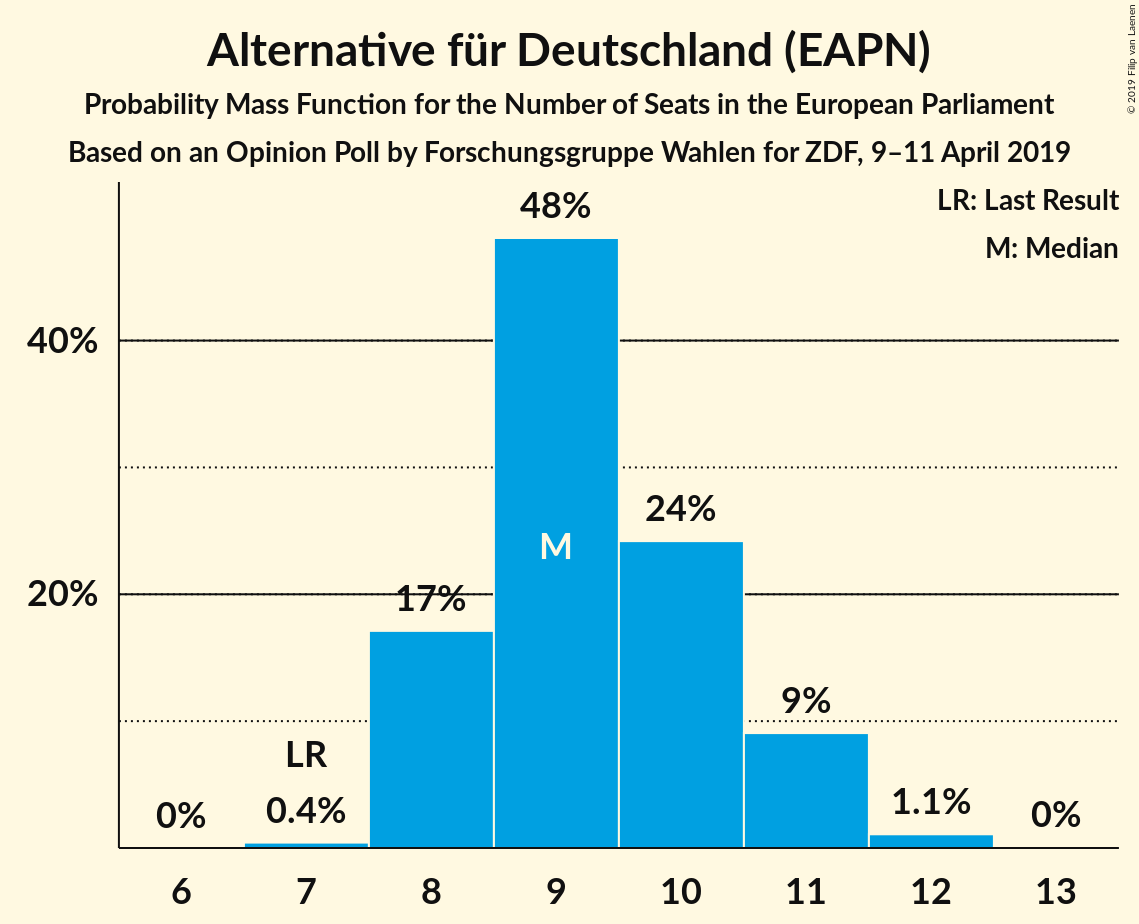 Alternative für Deutschland (EAPN)
Probability Mass Function for the Number of Seats in the European Parliament
Based on an Opinion Poll by Forschungsgruppe Wahlen for ZDF, 9–11 April 2019
© 2019 Filip van Laenen
LR: Last Result
M: Median
48%
40%
24%
M
20%
17%
9%
LR
0%
0.4%
1.1%
0%
6 7 8 9 10 11 12 13